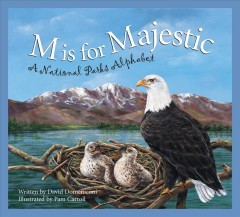 M is for Majestic
A National Parks Alphabet
Written by David Domeniconi
Illustrated by Pam Carroll